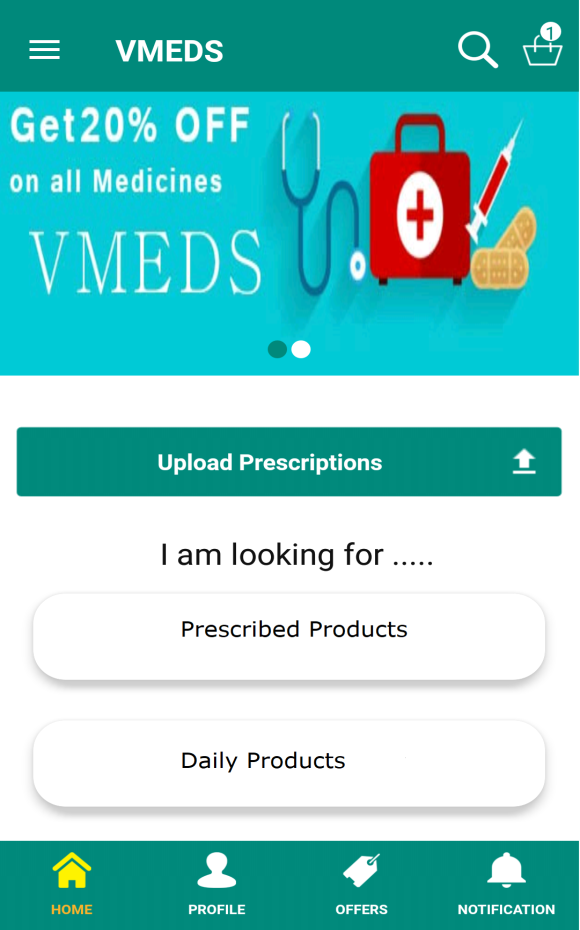 VMEDS
1
Get20% OFF
on all Medicines
VMEDS
Upload Prescriptions
I am looking for .....
Prescribed Products
Daily Products
HOME
PROFILE
OFFERS
NOTIFICATION